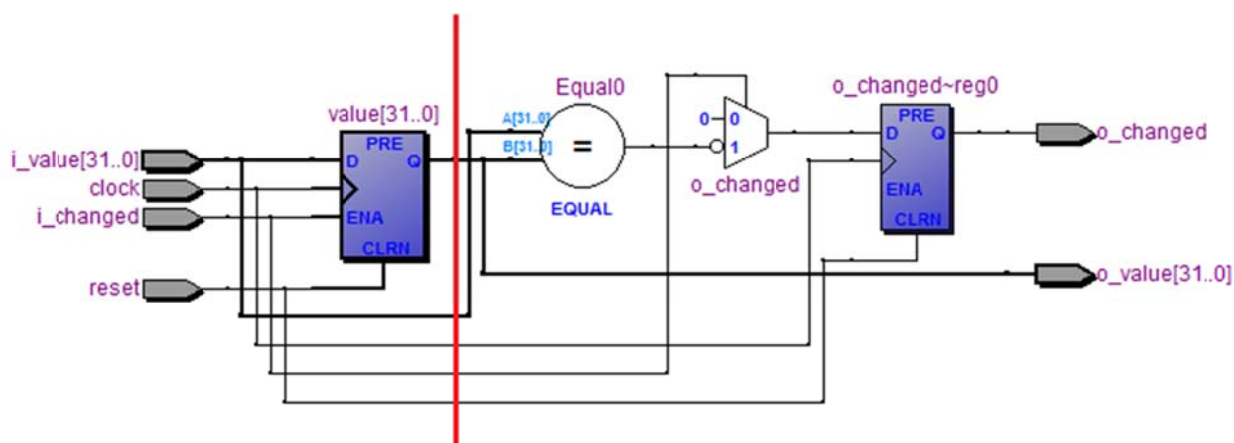 value[31..0]
i_value[31..0]
clock
i_changed
reset
PRE
D
Q
ENA
CLRN
Equal0
A[31..0]
B[31..0]
=
EQUAL
0
0
1
o_changed
o_changed~reg0
PRE
D
Q
ENA
CLRN
o_changed
o_value[31..0]